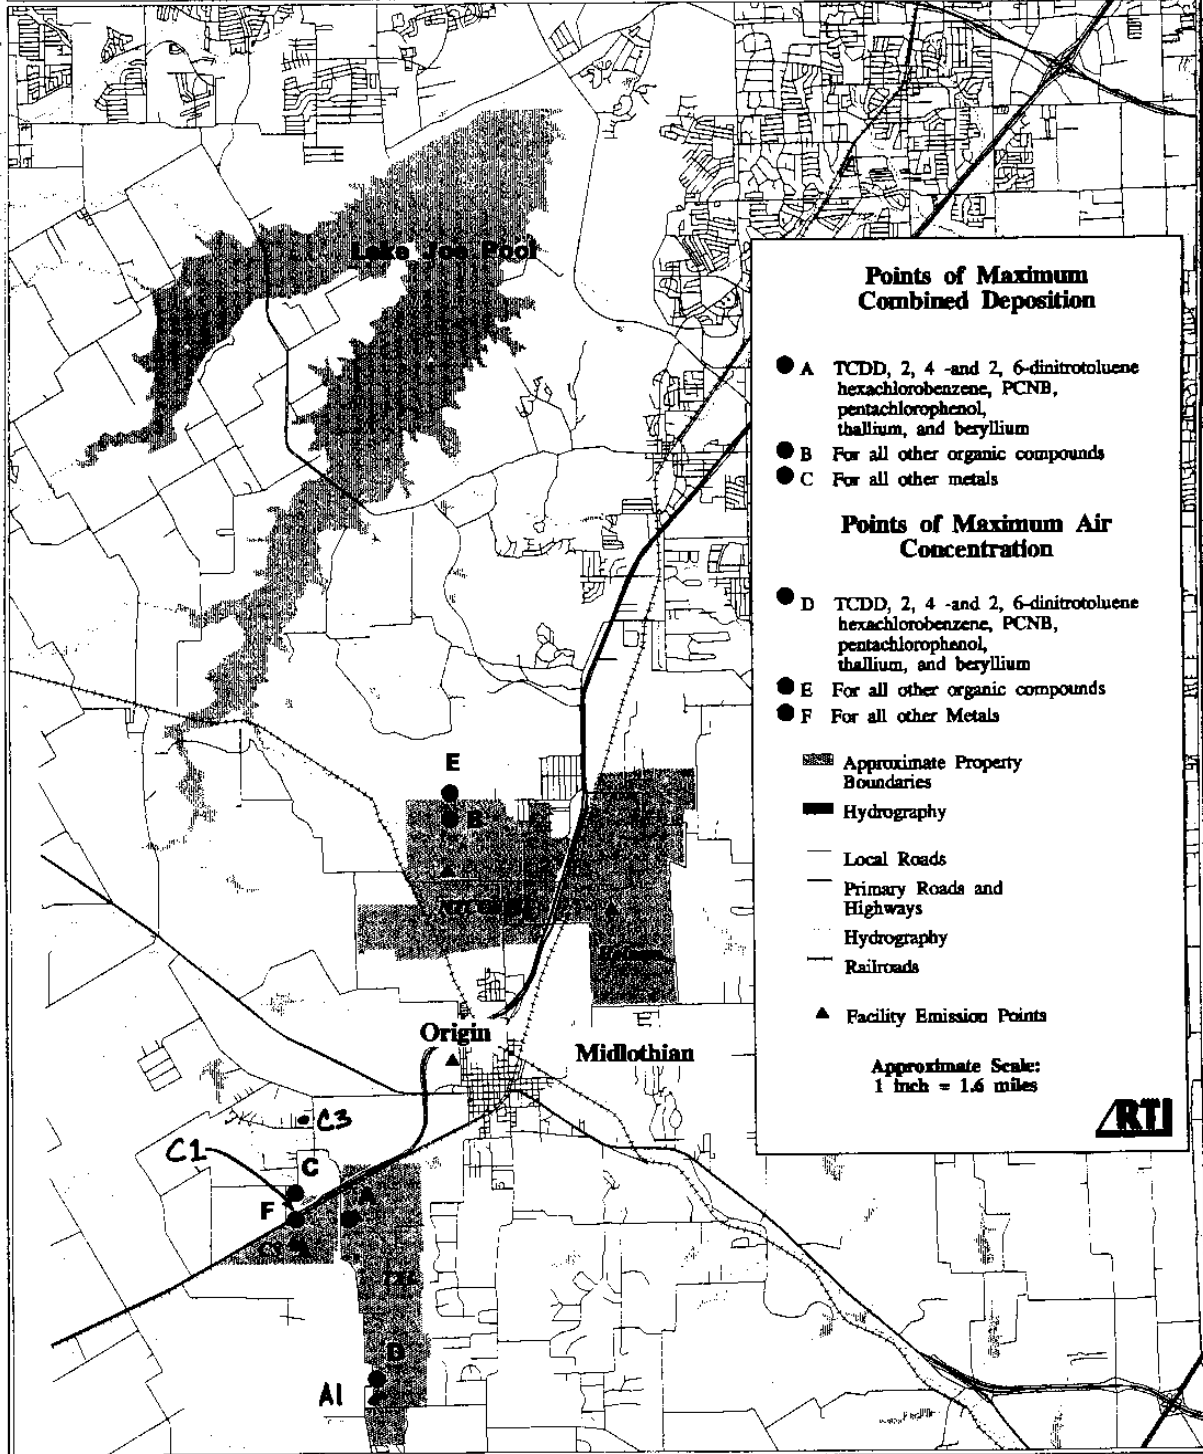 Lake Joe Pool
Points of Maximum
Combined Deposition
A TCDD, 2, 4 -and 2, 6-dinitrotoluene
hexachlorobenzene, PCNB,
pentachlorophenol,
thallium, and beryllium
B For all other organic compounds
C For all other metals
Points of Maximum Air
Concentration
D TCDD, 2, 4 -and 2, 6-dinitrotoluene
hexachlorobenzene, PCNB,
pentachlorophenol,
thallium, and beryllium
E For all other organic compounds
F For all other Metals
Approximate Property
Boundaries
Hydrography
Local Roads
Primary Roads and
Highways
Hydrography
Railroads
Facility Emission Points
Approximate Scale:
1 inch = 1.6 miles
RTI
E
B
Origin
Midlothian
C3
C1
C
A
F
TXI
D
A1